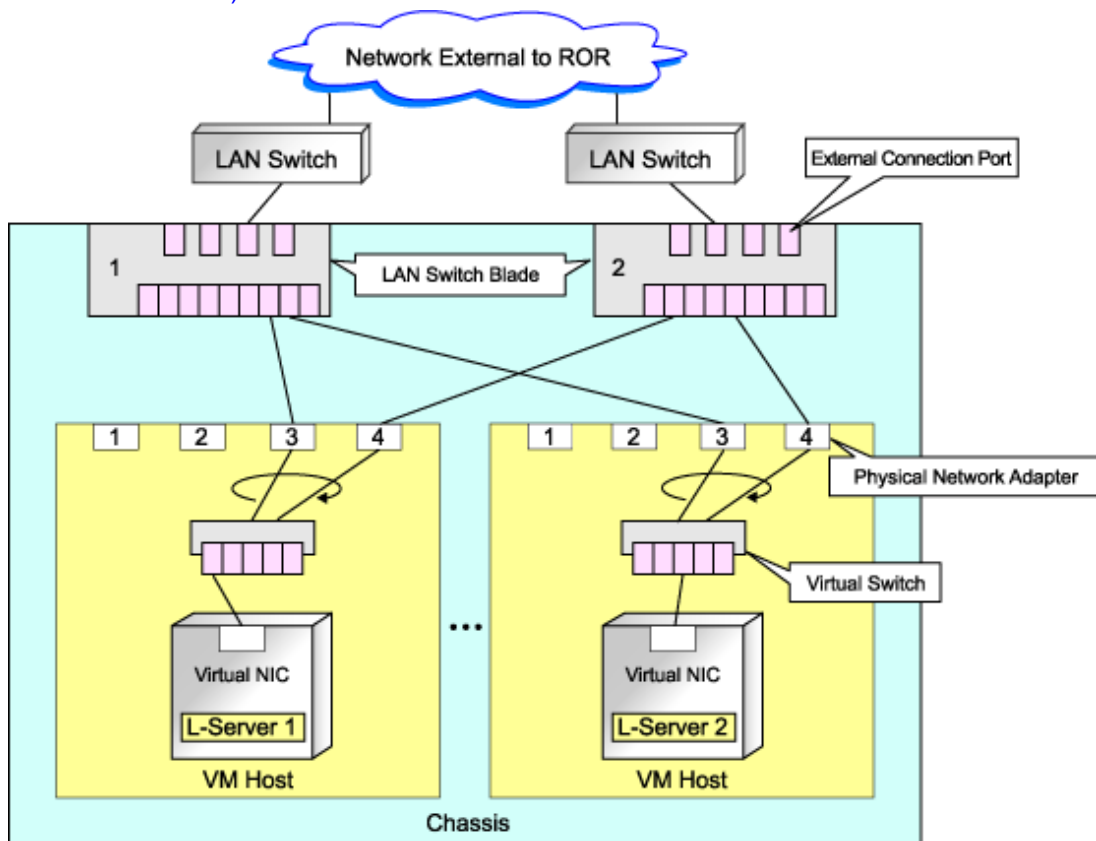 Network External to ROR
LAN Switch
LAN Switch
External Connection Port
1
LAN Switch Blade
2
1 2 3 4
1 2 3 4
Physical Network Adapter
Virtual Switch
Virtual NIC
L-Server 1
VM Host
...
Virtual NIC
L-Server 2
VM Host
Chassis